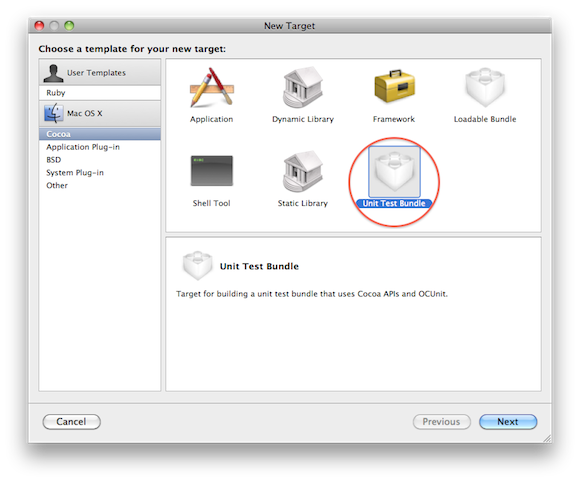 New Target
Choose a template for your new target:
User Templates
Ruby
Mac OS X
Cocoa
Application Plug-in
BSD
System Plug-in
Other
Application
Dynamic Library
Framework
Loadable Bundle
Shell Tool
Static Library
Unit Test Bundle
Unit Test Bundle
Target for building a unit test bundle that uses Cocoa APIs and OCUnit.
Cancel
Previous
Next